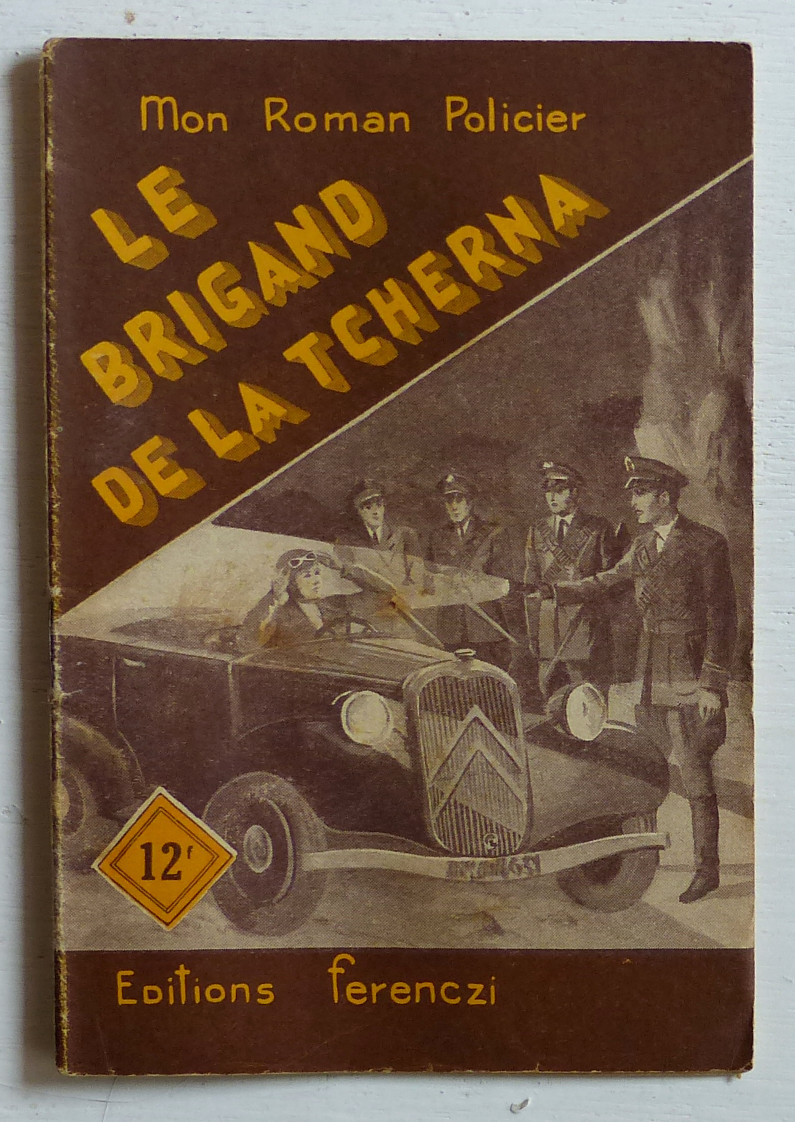 Mon Roman Policier
LE
BRIGAND
DE LA TCHERNA
12f
Editions Ferenczi